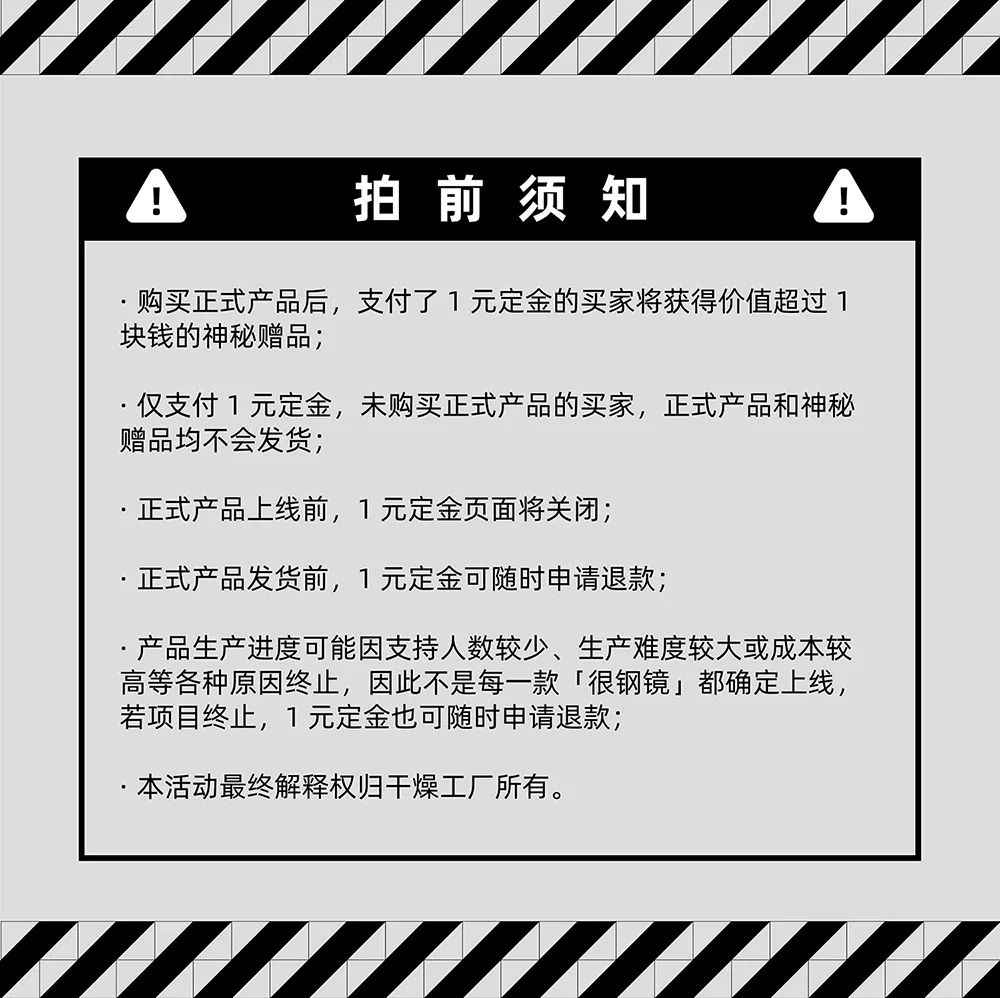 拍前须知
· 购买正式产品后，支付了 1 元定金的买家将获得价值超过 1
块钱的神秘赠品；
· 仅支付 1 元定金，未购买正式产品的买家，正式产品和神秘
赠品均不会发货；
· 正式产品上线前，1 元定金页面将关闭；
· 正式产品发货前，1 元定金可随时申请退款；
· 产品生产进度可能因支持人数较少、生产难度较大或成本较
高等各种原因终止，因此不是每一款「很钢镜」都确定上线，
若项目终止，1 元定金也可随时申请退款；
· 本活动最终解释权归干燥工厂所有。